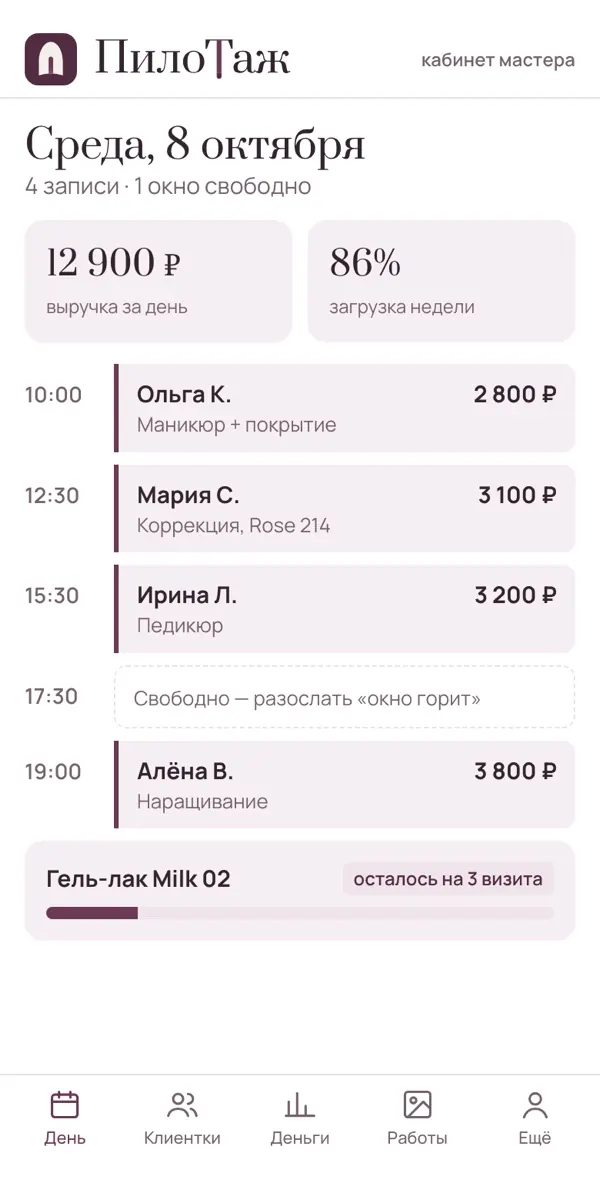 ПилоТаж
кабинет мастера
Среда, 8 октября
4 записи · 1 окно свободно
12 900 ₽
выручка за день
86%
загрузка недели
10:00
Ольга К.
2 800 ₽
Маникюр + покрытие
12:30
Мария С.
3 100 ₽
Коррекция, Rose 214
15:30
Ирина Л.
3 200 ₽
Педикюр
17:30
Свободно — разослать «окно горит»
19:00
Алёна В.
3 800 ₽
Наращивание
Гель-лак Milk 02
осталось на 3 визита
День
Клиентки
Деньги
Работы
Ещё